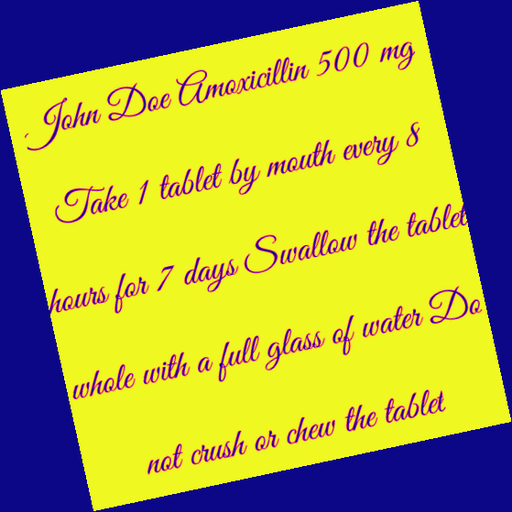 John Doe Amoxicillin 500 mg
Take 1 tablet by mouth every 8
hours for 7 days Swallow the tablet
whole with a full glass of water Do
not crush or chew the tablet